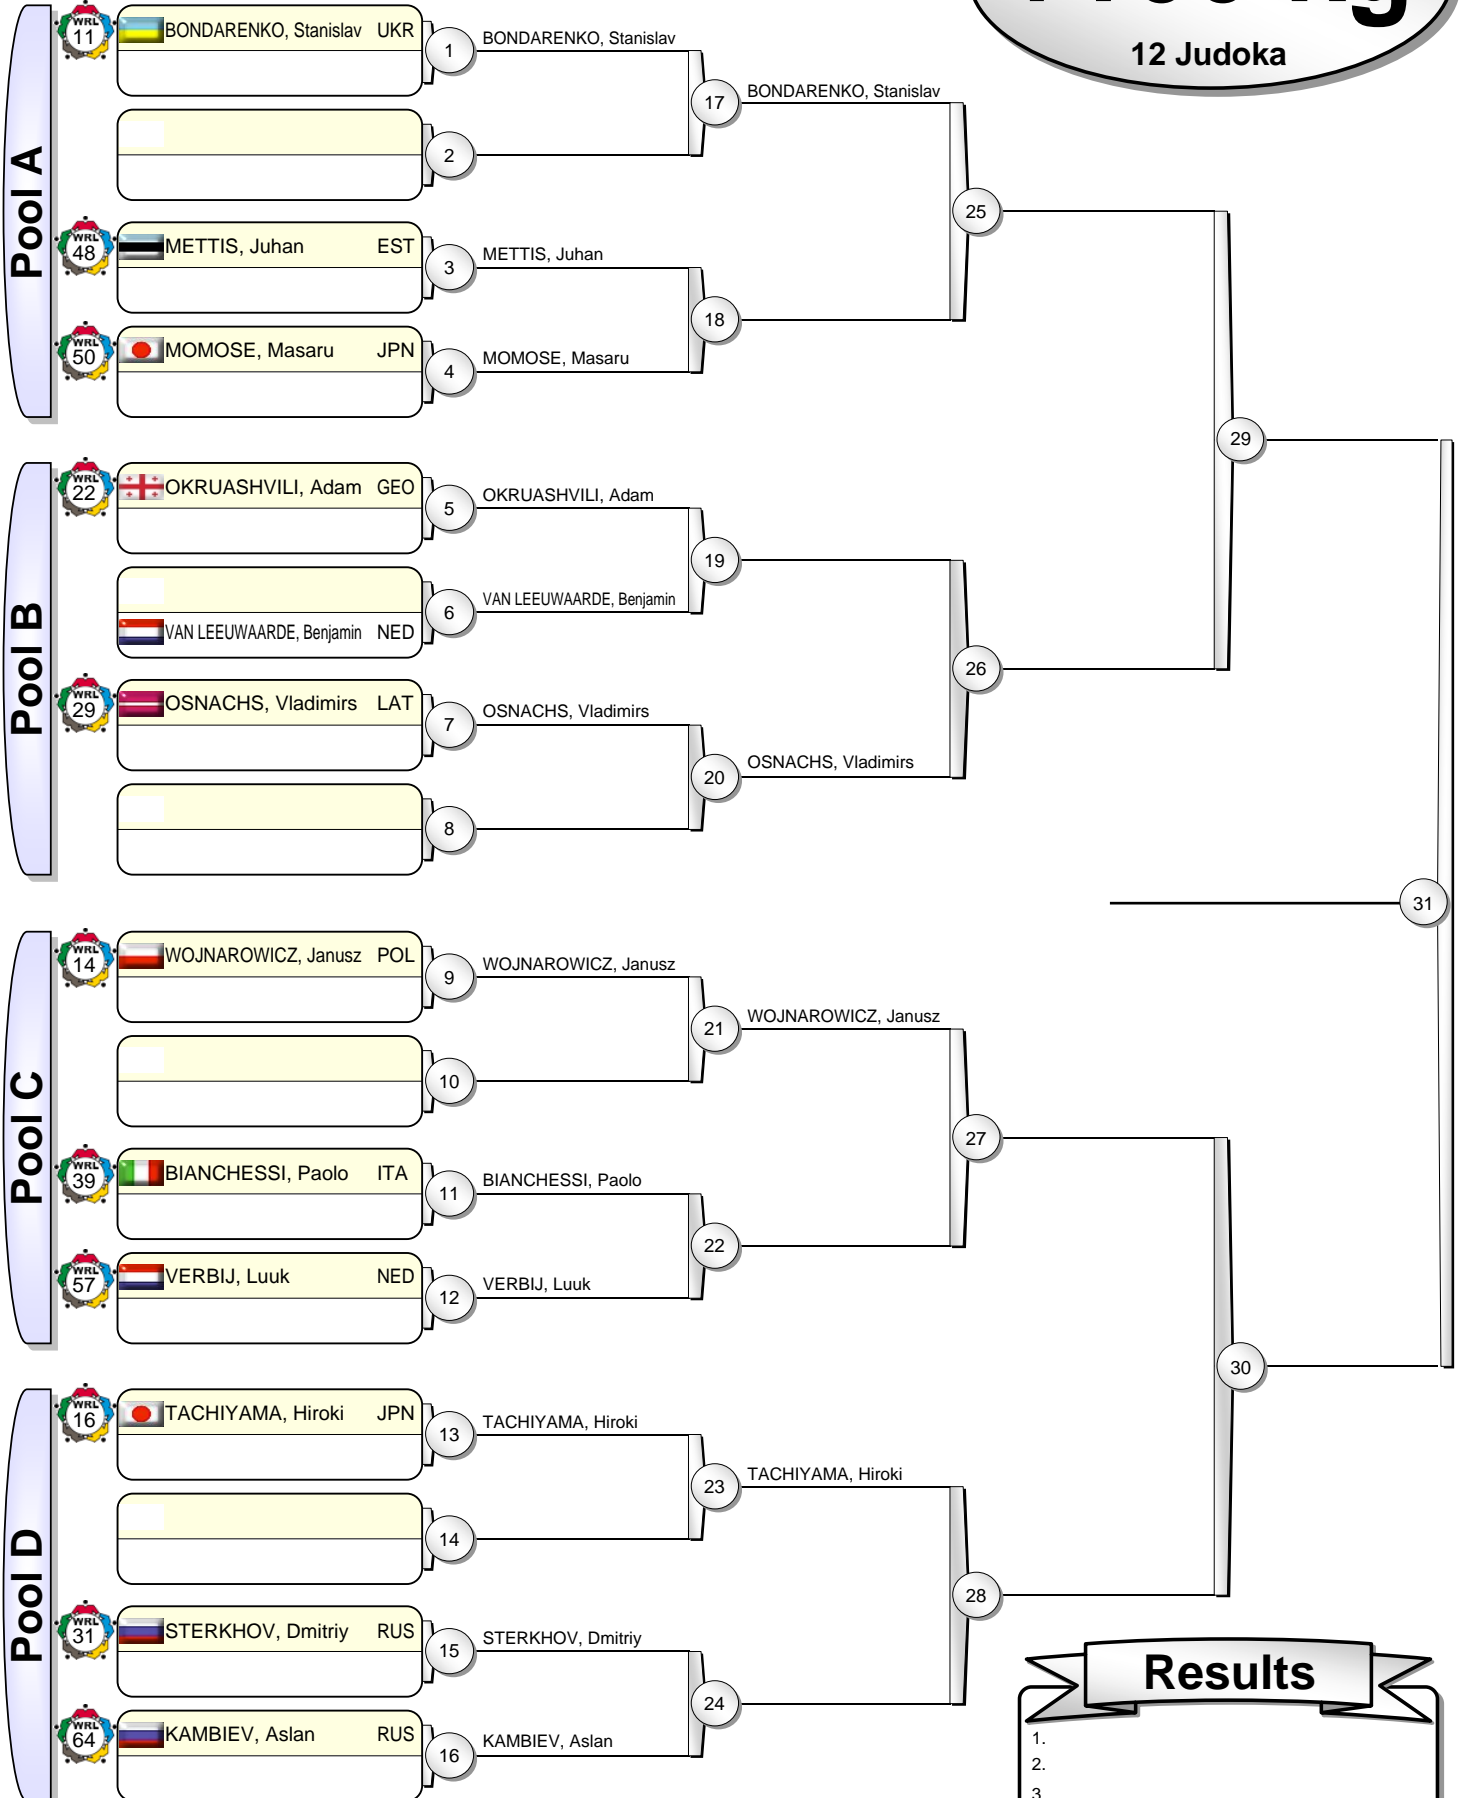 12 Judoka
Pool A
WRL 11 BONDARENKO, Stanislav UKR
1
BONDARENKO, Stanislav
17
BONDARENKO, Stanislav
2
25
WRL 48 METTIS, Juhan EST
3
METTIS, Juhan
18
WRL 50 MOMOSE, Masaru JPN
4
MOMOSE, Masaru
29
Pool B
WRL 22 OKRUASHVILI, Adam GEO
5
OKRUASHVILI, Adam
19
6
VAN LEEUWAARDE, Benjamin
VAN LEEUWAARDE, Benjamin NED
26
WRL 29 OSNACHS, Vladimirs LAT
7
OSNACHS, Vladimirs
20
OSNACHS, Vladimirs
8
31
Pool C
WRL 14 WOJNAROWICZ, Janusz POL
9
WOJNAROWICZ, Janusz
21
WOJNAROWICZ, Janusz
10
27
WRL 39 BIANCHESSI, Paolo ITA
11
BIANCHESSI, Paolo
22
WRL 57 VERBIJ, Luuk NED
12
VERBIJ, Luuk
30
Pool D
WRL 16 TACHIYAMA, Hiroki JPN
13
TACHIYAMA, Hiroki
23
TACHIYAMA, Hiroki
14
28
WRL 31 STERKHOV, Dmitriy RUS
15
STERKHOV, Dmitriy
24
WRL 64 KAMBIEV, Aslan RUS
16
KAMBIEV, Aslan
Results
1.
2.
3